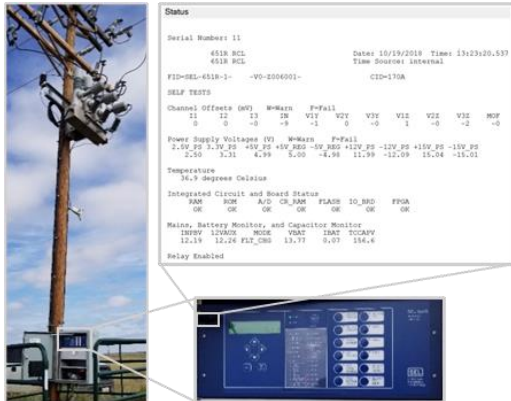 Status
Serial Number: 11
651R RCL Date: 10/19/2018 Time: 13:23:20.537
651R RCL Time Source: internal
FID=SEL-651R-1- -V0-Z006001- CID=170A
SELF TESTS
Channel Offsets (mV) W=Warn F=Fail
I1 I2 I3 IN V1Y V2Y V3Y V1Z V2Z V3Z MOF
0 0 -0 -9 -1 0 -0 1 -0 -2 -0
Power Supply Voltages (V) W=Warn F=Fail
2.5V_PS 3.3V_PS +5V_PS +5V_REG -5V_REG +12V_PS -12V_PS +15V_PS -15V_PS
2.50 3.31 4.99 5.00 -4.98 11.99 -12.09 15.04 -15.01
Temperature
36.9 degrees Celsius
Integrated Circuit and Board Status
RAM ROM A/D CR_RAM FLASH IO_BRD FPGA
OK OK OK OK OK OK OK
Mains, Battery Monitor, and Capacitor Monitor
INPBV 12VAUX MODE VBAT IBAT TCCAPV
12.19 12.26 FLT_CHG 13.77 0.07 156.6
Relay Enabled
SEL